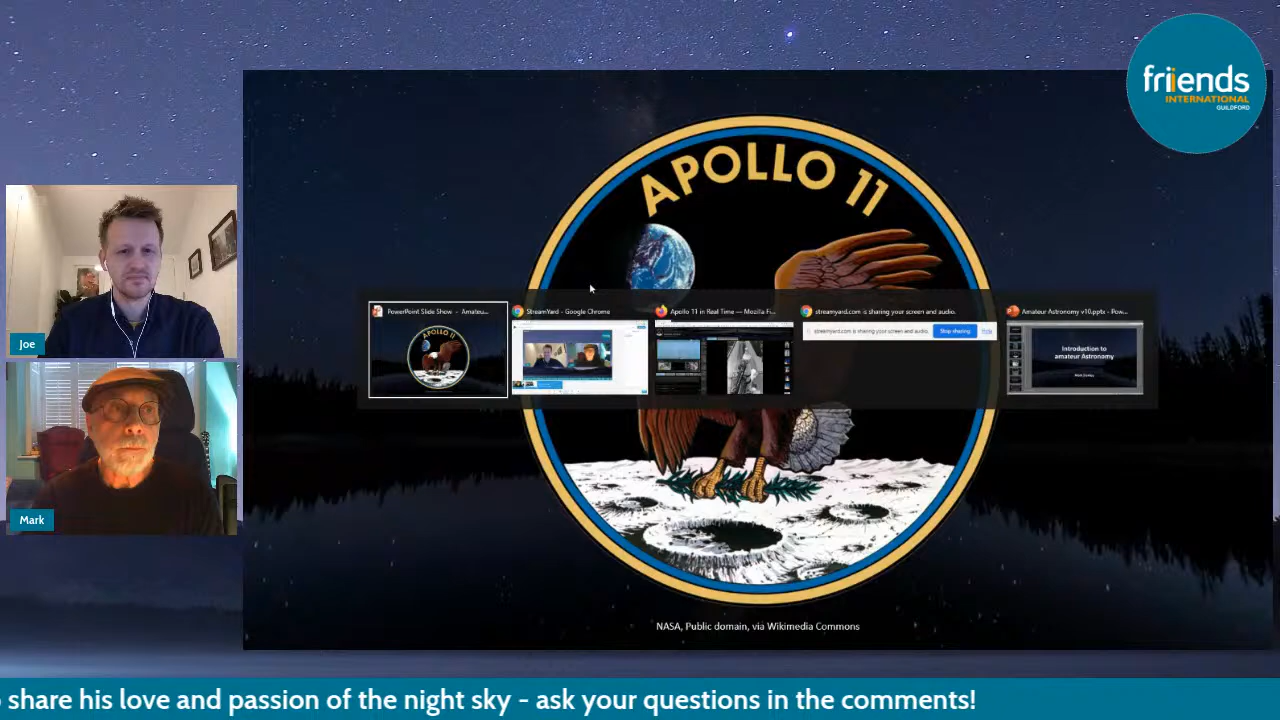 friends
INTERNATIONAL
GUILDFORD
APOLLO 11
PowerPoint Slide Show - Amateu...
StreamYard - Google Chrome
Apollo 11 in Real Time — Mozilla Fi...
streamyard.com is sharing your screen and audio.
Amateur Astronomy v10.pptx - Pow...
streamyard.com is sharing your screen and audio.
Stop sharing
Hide
Introduction to
amateur Astronomy
Joe
Mark
NASA, Public domain, via Wikimedia Commons
share his love and passion of the night sky - ask your questions in the comments!